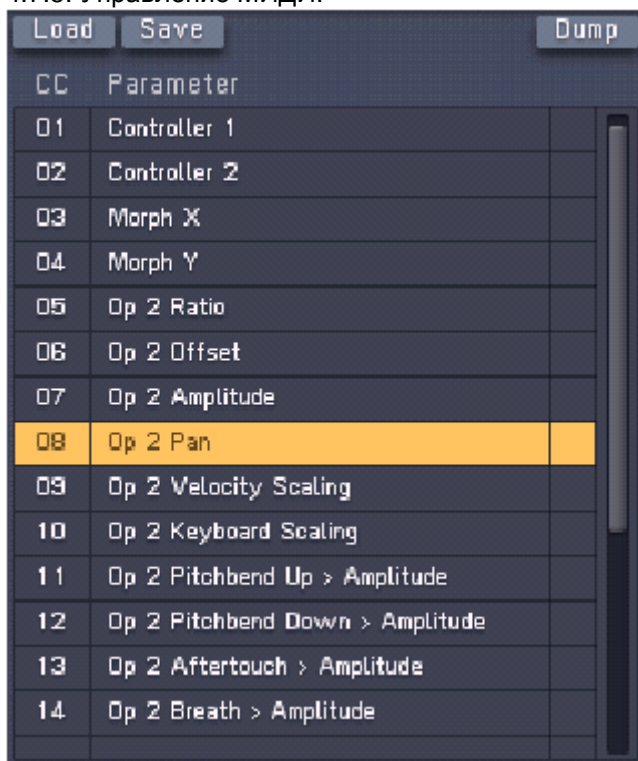 Управление МИДИ.
Load Save Dump
CC Parameter
01 Controller 1
02 Controller 2
03 Morph X
04 Morph Y
05 Op 2 Ratio
06 Op 2 Offset
07 Op 2 Amplitude
08 Op 2 Pan
09 Op 2 Velocity Scaling
10 Op 2 Keyboard Scaling
11 Op 2 Pitchbend Up > Amplitude
12 Op 2 Pitchbend Down > Amplitude
13 Op 2 Aftertouch > Amplitude
14 Op 2 Breath > Amplitude